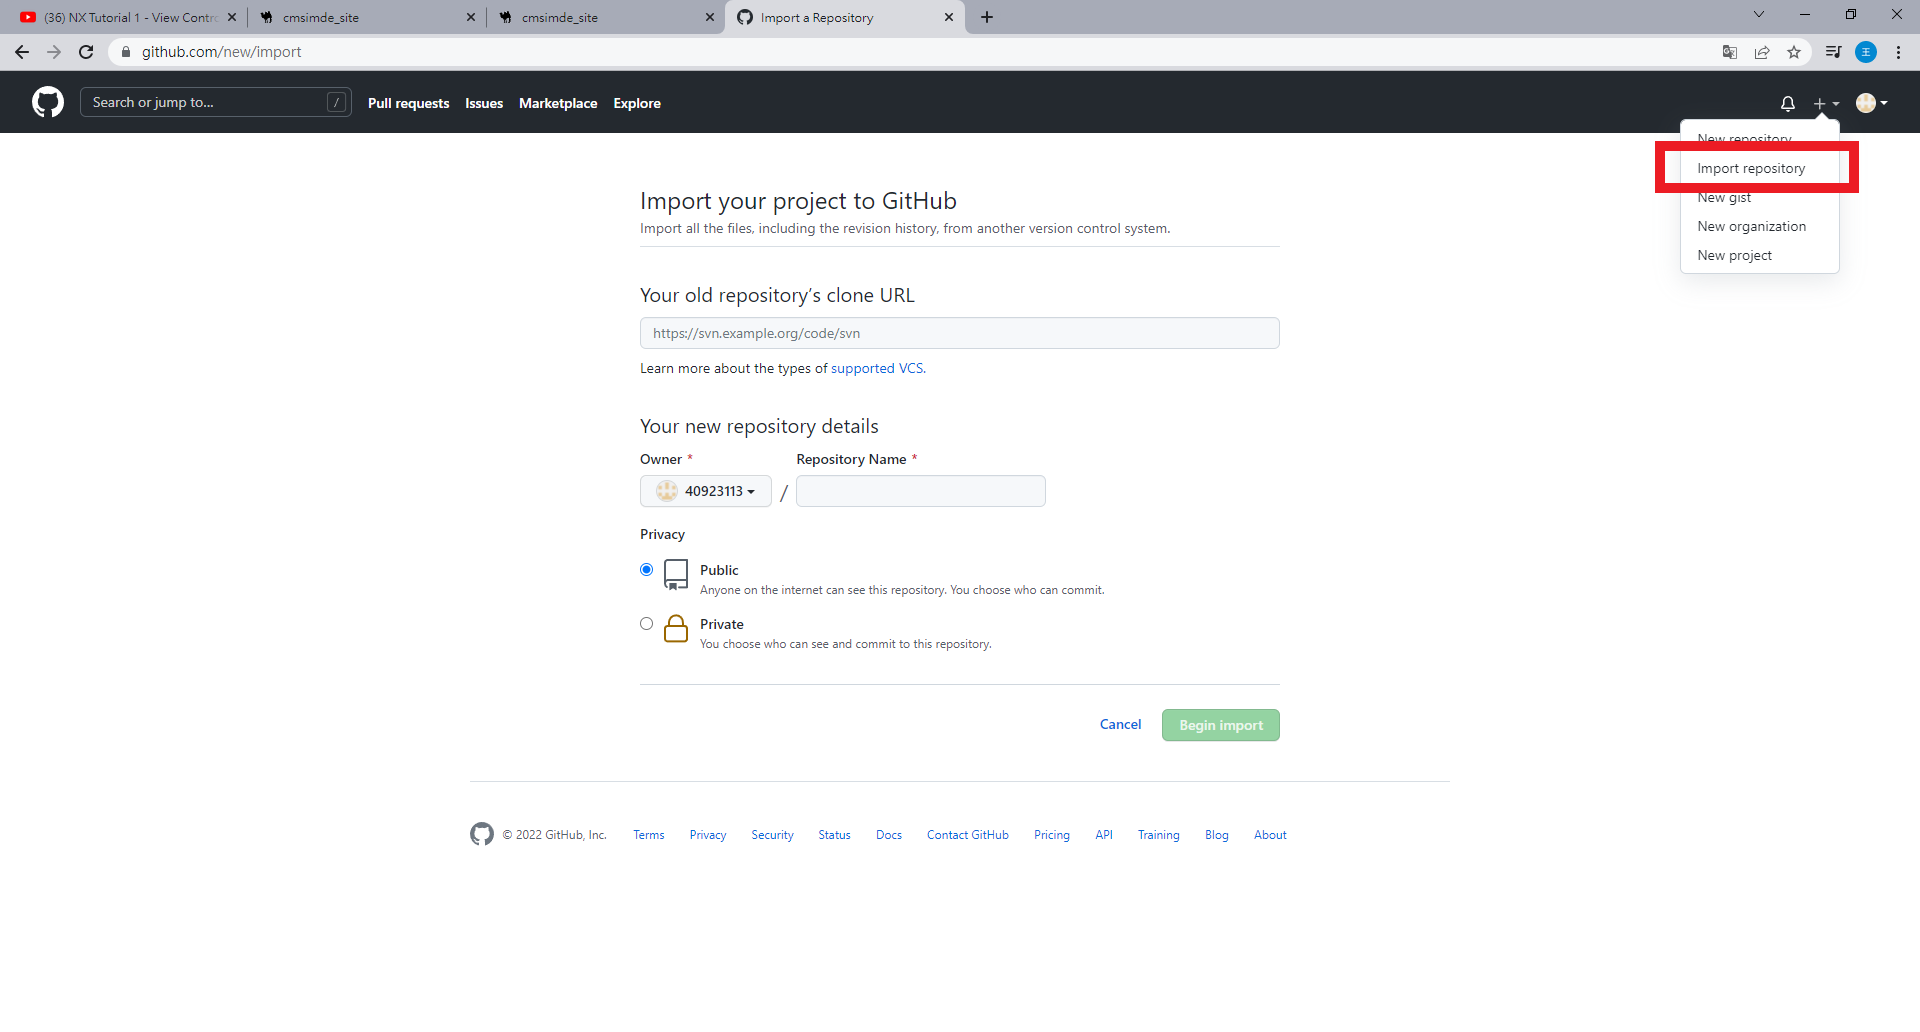 (36) NX Tutorial 1 - View Contro
cmsimde_site
cmsimde_site
Import a Repository
github.com/new/import
王
Search or jump to...
/
Pull requests
Issues
Marketplace
Explore
New repository
Import repository
New gist
New organization
New project
Import your project to GitHub
Import all the files, including the revision history, from another version control system.
Your old repository’s clone URL
https://svn.example.org/code/svn
Learn more about the types of supported VCS.
Your new repository details
Owner *
Repository Name *
40923113
/
Privacy
Public
Anyone on the internet can see this repository. You choose who can commit.
Private
You choose who can see and commit to this repository.
Cancel
Begin import
© 2022 GitHub, Inc.
Terms
Privacy
Security
Status
Docs
Contact GitHub
Pricing
API
Training
Blog
About